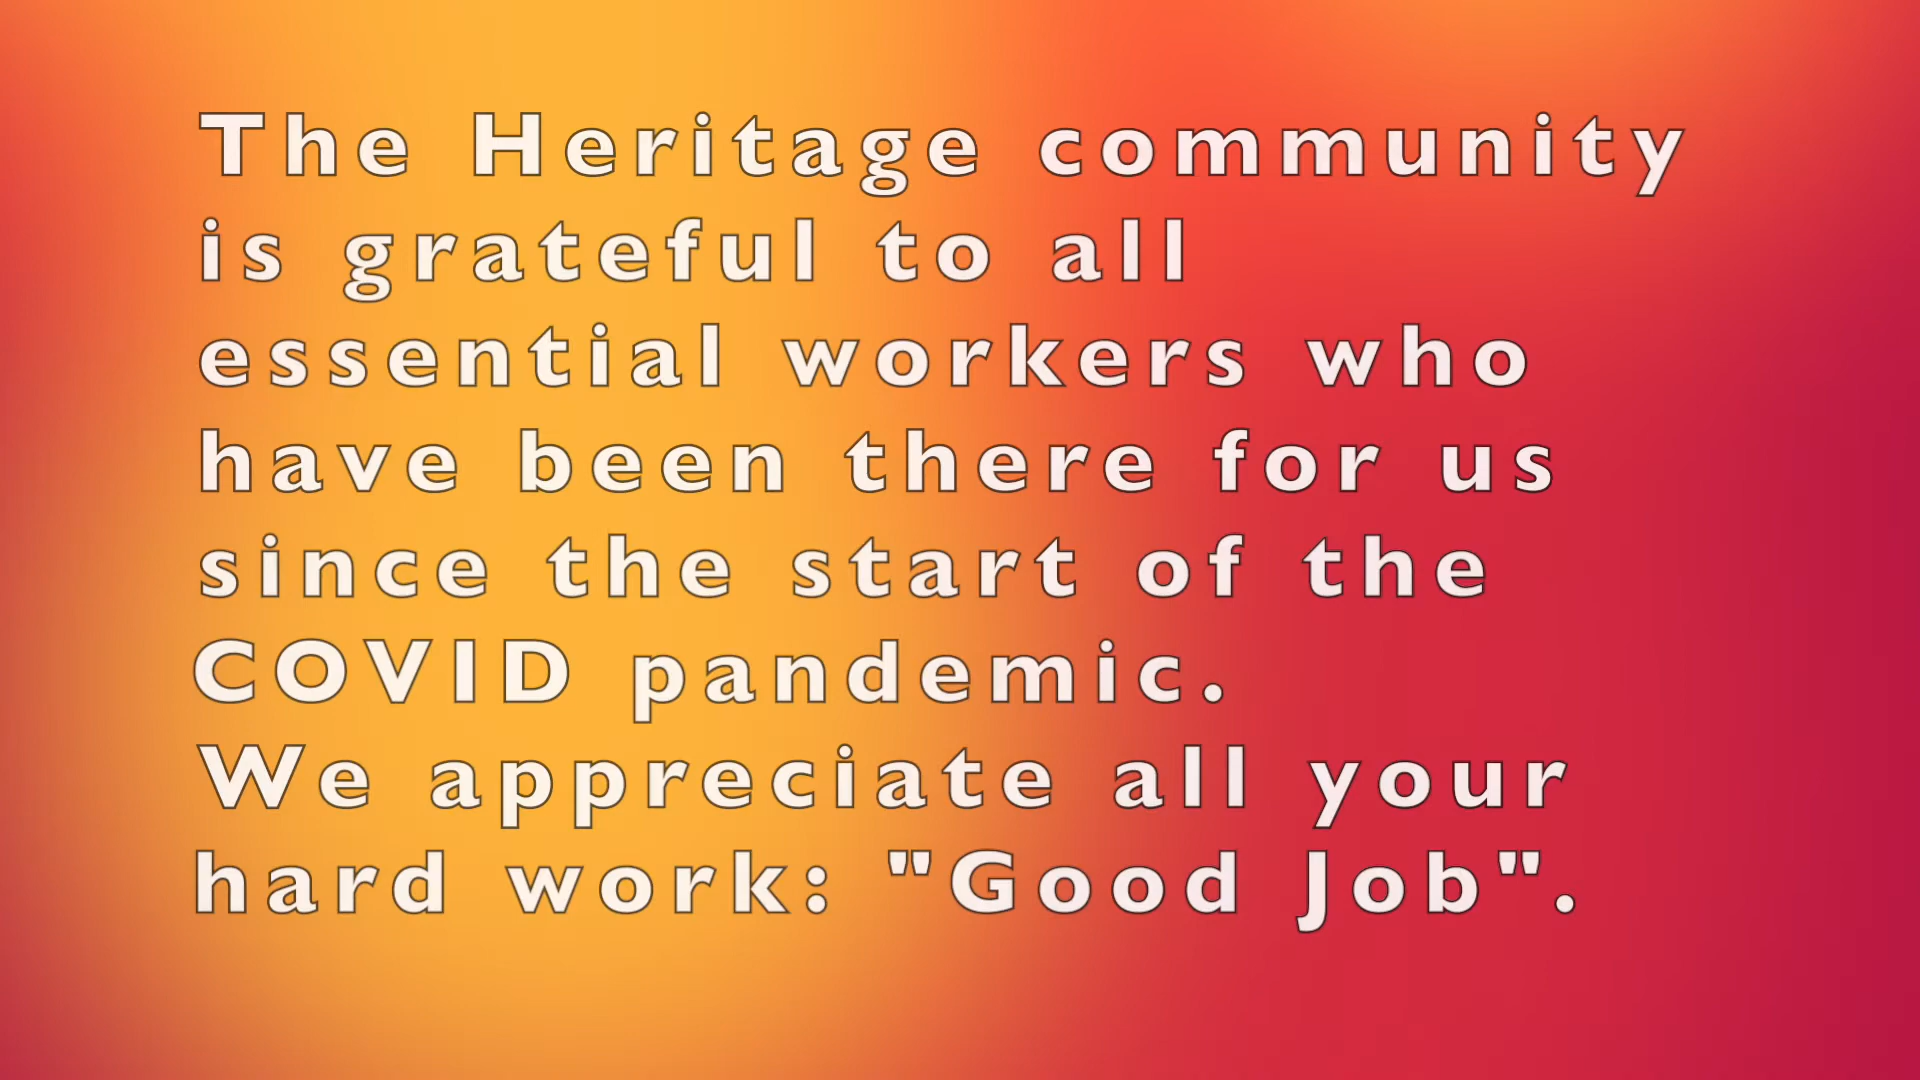 The Heritage community
is grateful to all
essential workers who
have been there for us
since the start of the
COVID pandemic.
We appreciate all your
hard work: "Good Job".